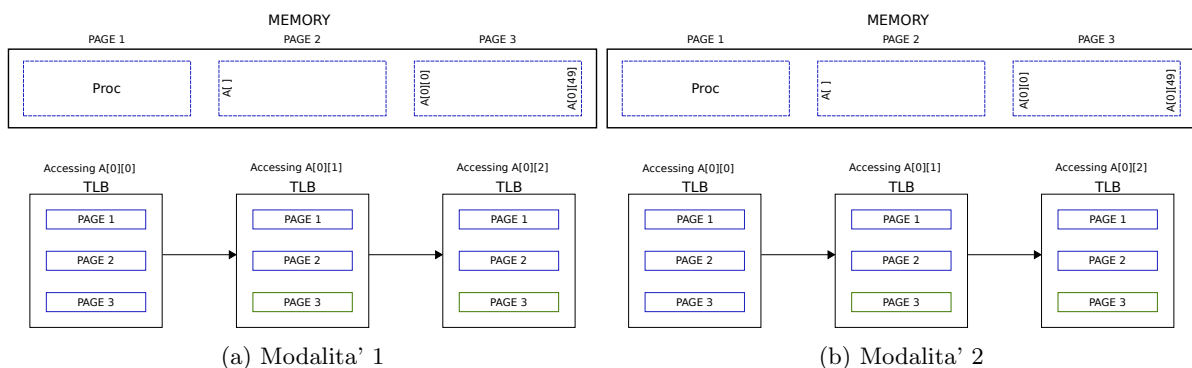 MEMORY
PAGE 1 PAGE 2 PAGE 3
Proc A[ ] A[0][0] A[0][49]
Accessing A[0][0] Accessing A[0][1] Accessing A[0][2]
TLB TLB TLB
PAGE 1 PAGE 1 PAGE 1
PAGE 2 PAGE 2 PAGE 2
PAGE 3 PAGE 3 PAGE 3
(a) Modalita' 1
MEMORY
PAGE 1 PAGE 2 PAGE 3
Proc A[ ] A[0][0] A[0][49]
Accessing A[0][0] Accessing A[0][1] Accessing A[0][2]
TLB TLB TLB
PAGE 1 PAGE 1 PAGE 1
PAGE 2 PAGE 2 PAGE 2
PAGE 3 PAGE 3 PAGE 3
(b) Modalita' 2